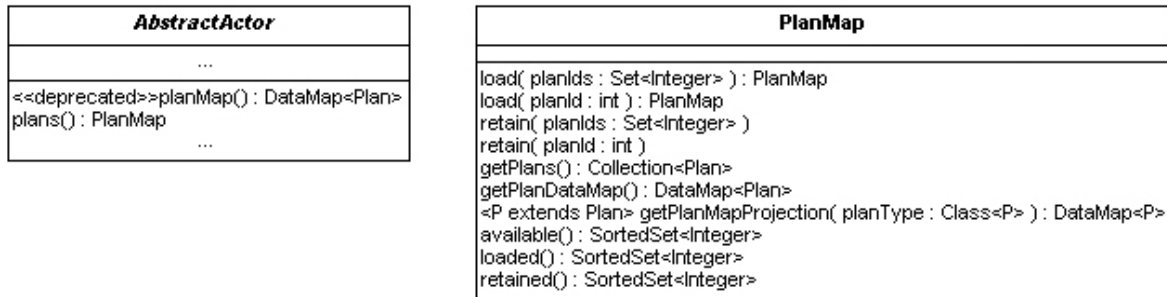 AbstractActor
...
<<deprecated>>planMap() : DataMap<Plan>
plans() : PlanMap
...
PlanMap
load( planIds : Set<Integer> ) : PlanMap
load( planId : int ) : PlanMap
retain( planIds : Set<Integer> )
retain( planId : int )
getPlans() : Collection<Plan>
getPlanDataMap() : DataMap<Plan>
<P extends Plan> getPlanMapProjection( planType : Class<P> ) : DataMap<P>
available() : SortedSet<Integer>
loaded() : SortedSet<Integer>
retained() : SortedSet<Integer>